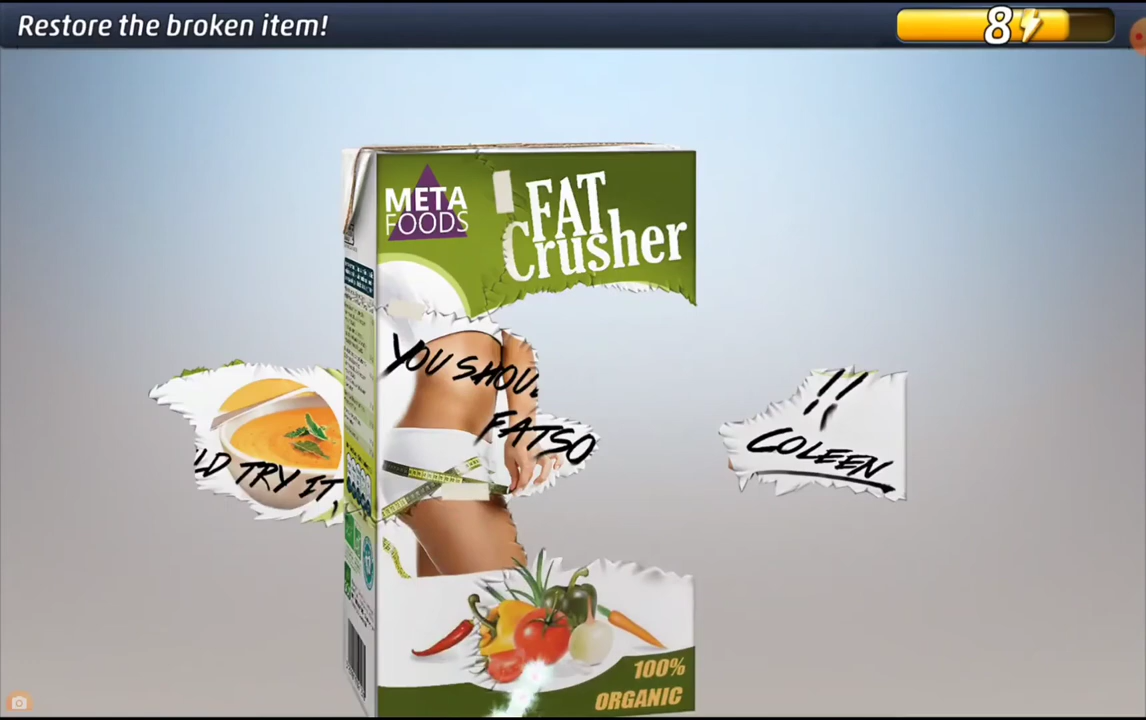 Restore the broken item!
8
META
FOODS
FAT
Crusher
YOU SHOU
FATSO
LD TRY IT,
!!
COLEEN
100%
ORGANIC